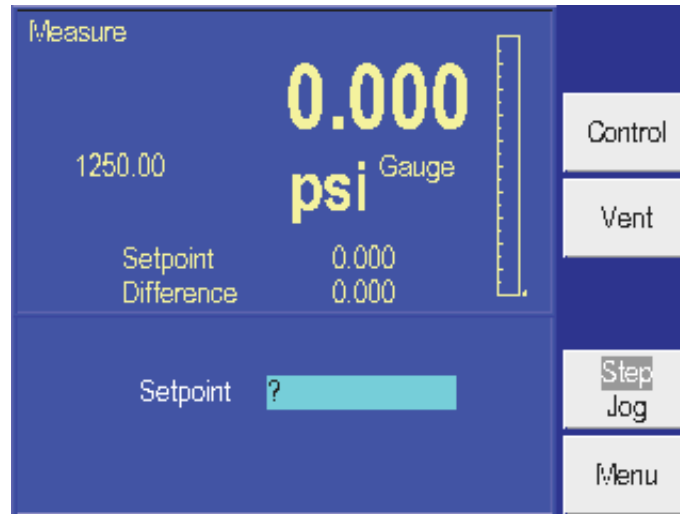 Measure
0.000
1250.00
psi Gauge
Setpoint 0.000
Difference 0.000
Setpoint ?
Control
Vent
Step
Jog
Menu